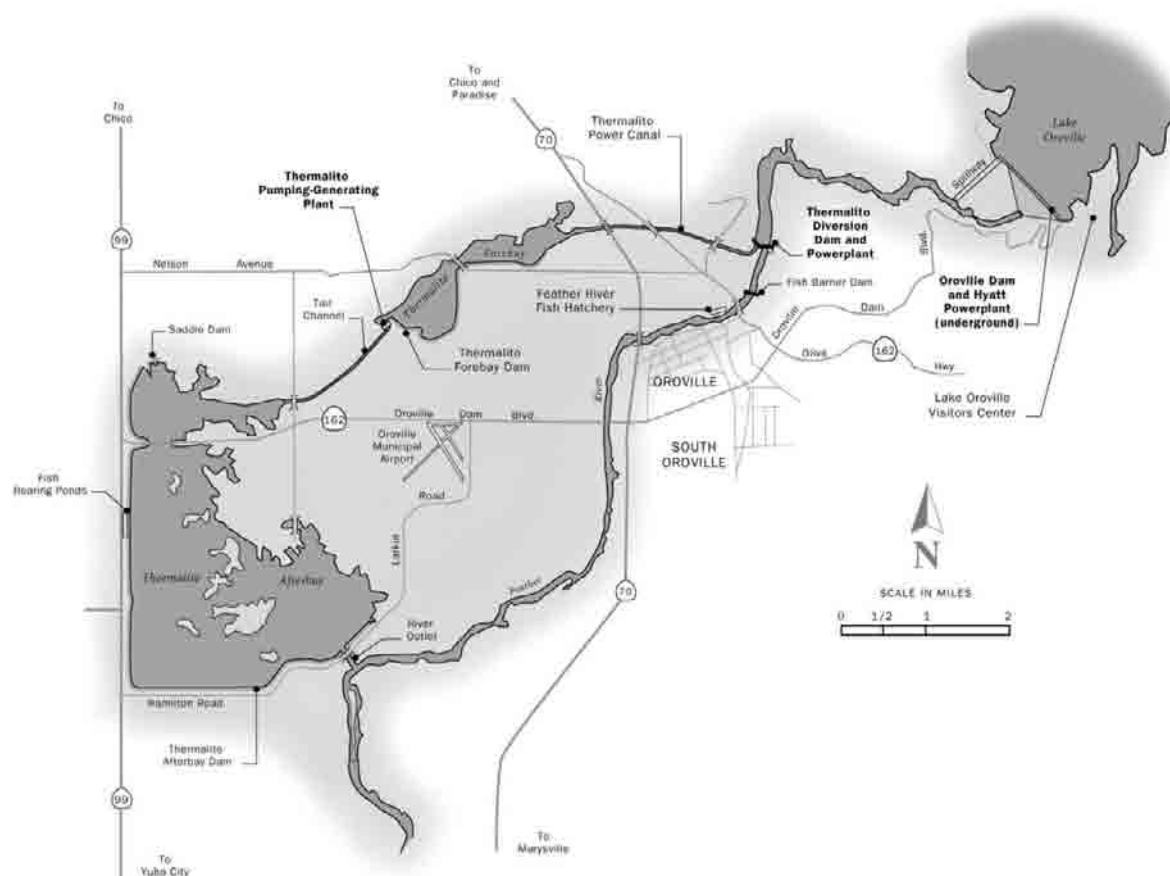 To
Chico
To
Chico and
Paradise
70
Thermalito
Power Canal
Lake
Oroville
Spillway
Thermalito
Pumping-Generating
Plant
99
Nelson Avenue
Forebay
Thermalito
Thermalito
Diversion
Dam and
Powerplant
Blvd.
Fish Barrier Dam
Feather River
Fish Hatchery
Oroville Dam
Oroville Dam
and Hyatt
Powerplant
(underground)
Saddle Dam
Tail
Channel
Thermalito
Forebay Dam
Olive Hwy
162
OROVILLE
River
Lake Oroville
Visitors Center
162
Oroville Dam Blvd.
Oroville
Municipal
Airport
SOUTH
OROVILLE
Fish
Rearing Ponds
Road
Larkin
N
Thermalito Afterbay
Feather
70
SCALE IN MILES
0 1/2 1 2
River
Outlet
Hamilton Road
Thermalito
Afterbay Dam
99
To
Marysville
To
Yuba City